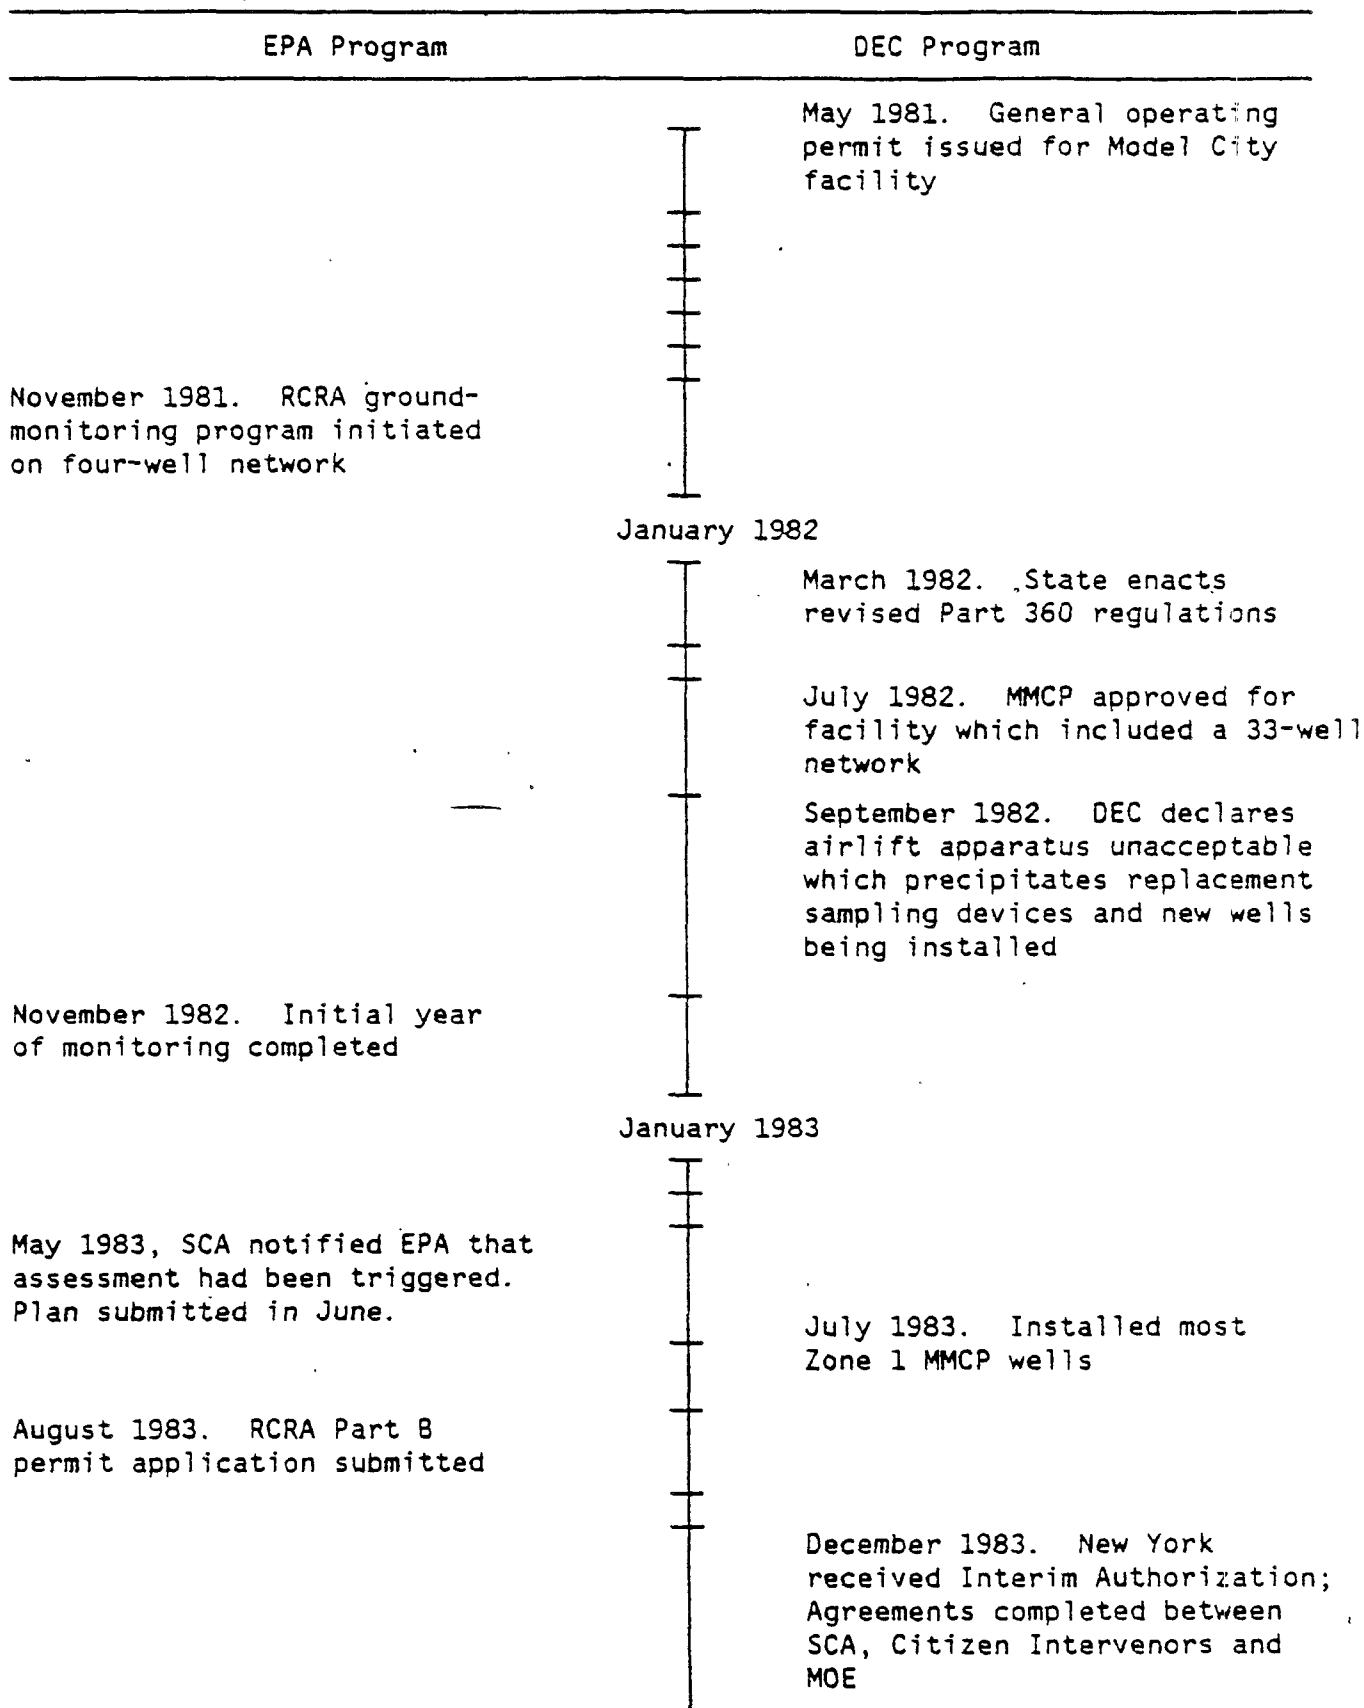 EPA Program
DEC Program
May 1981. General operating
permit issued for Model City
facility
November 1981. RCRA ground-
monitoring program initiated
on four-well network
January 1982
March 1982. State enacts
revised Part 360 regulations
July 1982. MMCP approved for
facility which included a 33-well
network
September 1982. DEC declares
airlift apparatus unacceptable
which precipitates replacement
sampling devices and new wells
being installed
November 1982. Initial year
of monitoring completed
January 1983
May 1983, SCA notified EPA that
assessment had been triggered.
Plan submitted in June.
July 1983. Installed most
Zone 1 MMCP wells
August 1983. RCRA Part B
permit application submitted
December 1983. New York
received Interim Authorization;
Agreements completed between
SCA, Citizen Intervenors and
MOE